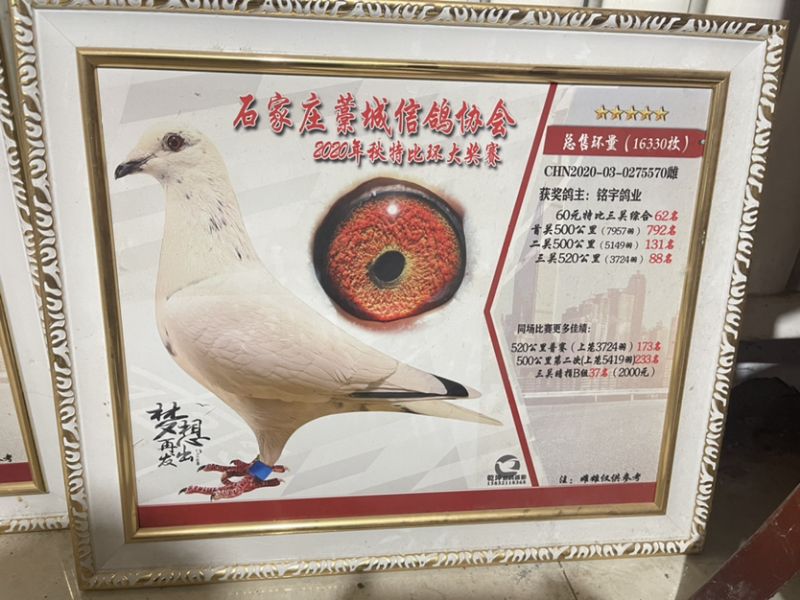 石家庄藁城信鸽协会
2020年秋特比环大奖赛
总售环量（16330枚）
CHN2020-03-0275570雌
获奖鸽主：铭宇鸽业
60元特比三关综合62名
首关500公里（7957羽）792名
二关500公里（5149羽）131名
三关520公里（3724羽）88名
同场比赛更多佳绩：
520公里普赛（上笼3724羽）173名
500公里第二次(上笼5419羽)233名
三关晴指B组37名（2000元）
梦想
再出发
15832118368
注：雌雄仅供参考